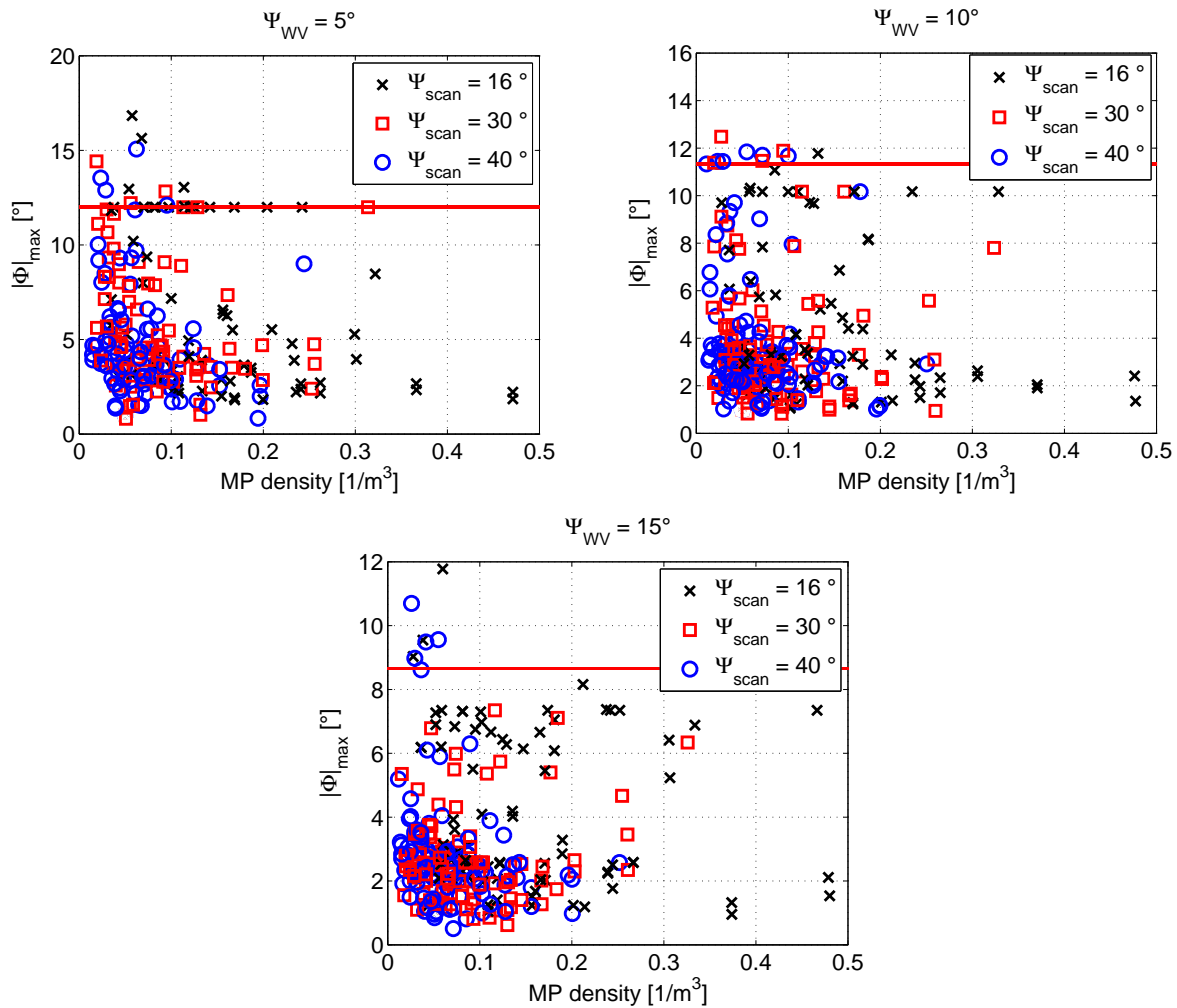 Ψ_WV = 5°
20
15
10
5
0
|Φ|_max [°]
0
0.1
0.2
0.3
0.4
0.5
MP density [1/m³]
Ψ_scan = 16 °
Ψ_scan = 30 °
Ψ_scan = 40 °
Ψ_WV = 10°
16
14
12
10
8
6
4
2
0
|Φ|_max [°]
0
0.1
0.2
0.3
0.4
0.5
MP density [1/m³]
Ψ_scan = 16 °
Ψ_scan = 30 °
Ψ_scan = 40 °
Ψ_WV = 15°
12
10
8
6
4
2
0
|Φ|_max [°]
0
0.1
0.2
0.3
0.4
0.5
MP density [1/m³]
Ψ_scan = 16 °
Ψ_scan = 30 °
Ψ_scan = 40 °